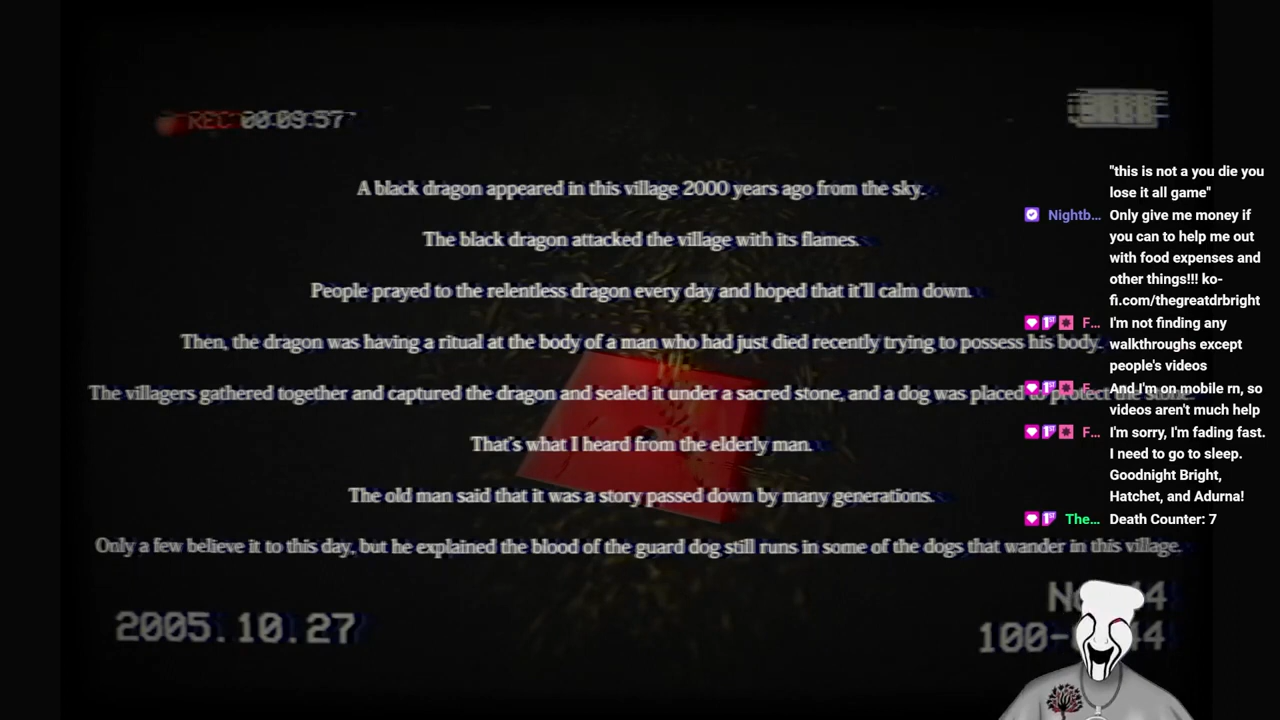 REC 00:09:57
A black dragon appeared in this village 2000 years ago from the sky.
The black dragon attacked the village with its flames.
People prayed to the relentless dragon every day and hoped that it'll calm down.
Then, the dragon was having a ritual at the body of a man who had just died recently trying to possess his body.
The villagers gathered together and captured the dragon and sealed it under a sacred stone, and a dog was placed to protect the stone.
That's what I heard from the elderly man.
The old man said that it was a story passed down by many generations.
Only a few believe it to this day, but he explained the blood of the guard dog still runs in some of the dogs that wander in this village.
2005.10.27
"this is not a you die you
lose it all game"
Nightb... Only give me money if
you can to help me out
with food expenses and
other things!!! ko-
fi.com/thegreatdrbright
F... I'm not finding any
walkthroughs except
people's videos
F... And I'm on mobile rn, so
videos aren't much help
F... I'm sorry, I'm fading fast.
I need to go to sleep.
Goodnight Bright,
Hatchet, and Adurna!
The... Death Counter: 7